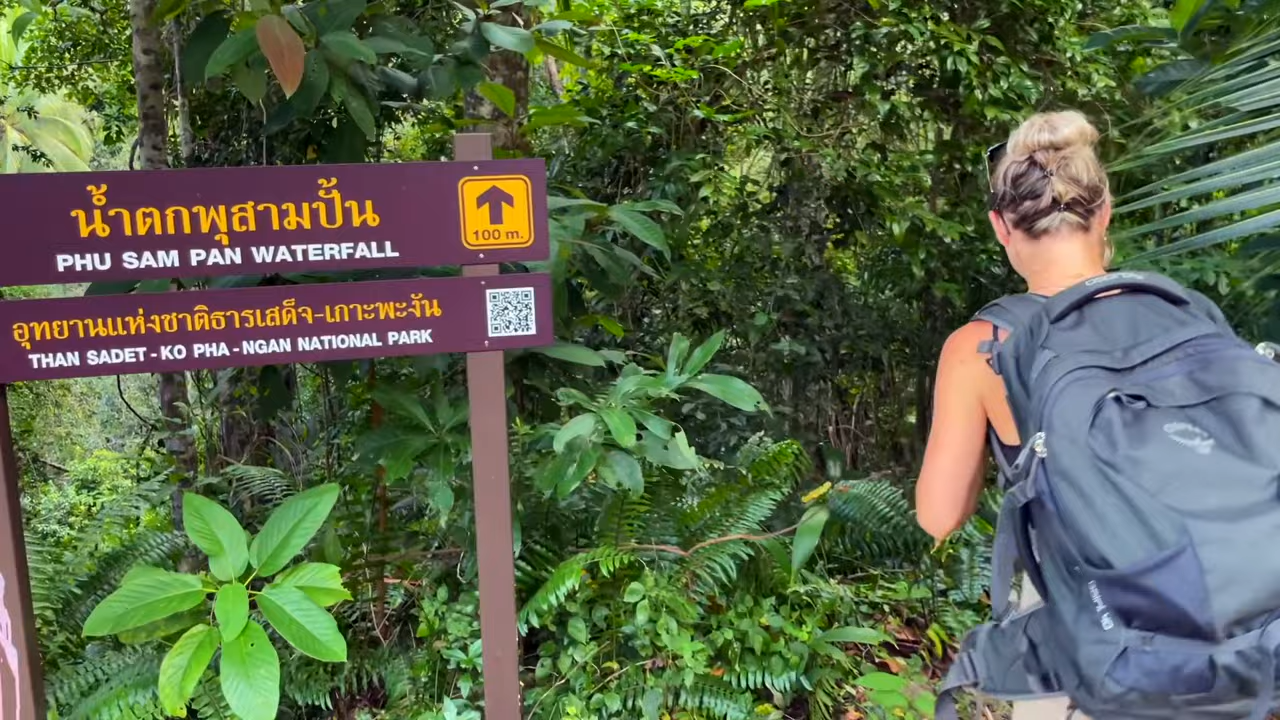 น้ำตกพุสามปั้น
PHU SAM PAN WATERFALL
100 m.
อุทยานแห่งชาติธารเสด็จ-เกาะพะงัน
THAN SADET - KO PHA - NGAN NATIONAL PARK